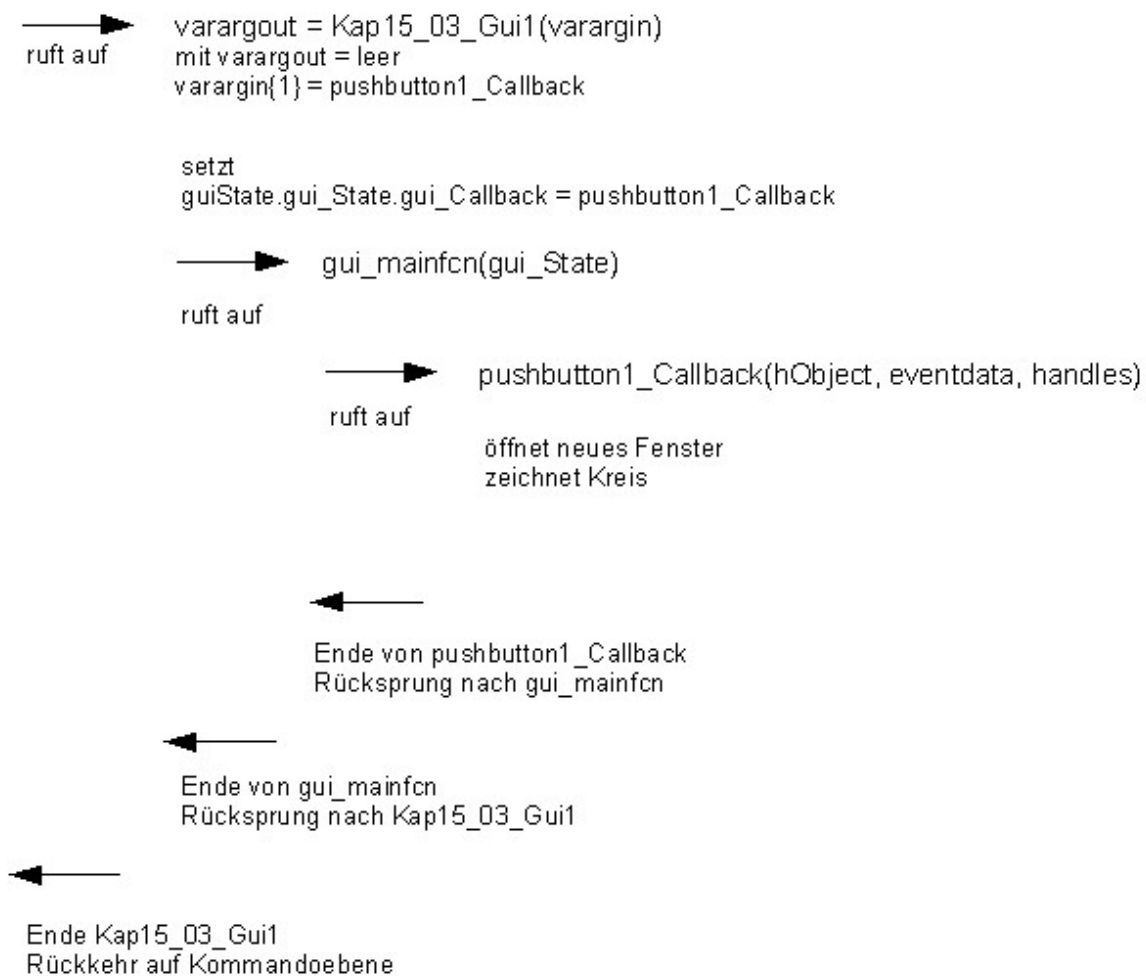 varargout = Kap15_03_Gui1(varargin)
ruft auf
mit varargout = leer
varargin{1} = pushbutton1_Callback
setzt
guiState.gui_State.gui_Callback = pushbutton1_Callback
gui_mainfcn(gui_State)
ruft auf
pushbutton1_Callback(hObject, eventdata, handles)
ruft auf
öffnet neues Fenster
zeichnet Kreis
Ende von pushbutton1_Callback
Rücksprung nach gui_mainfcn
Ende von gui_mainfcn
Rücksprung nach Kap15_03_Gui1
Ende Kap15_03_Gui1
Rückkehr auf Kommandoebene